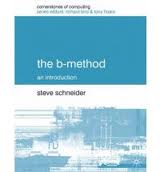 cornerstones of computing
series editors: richard bird & tony hoare
the b-method
an introduction
steve schneider